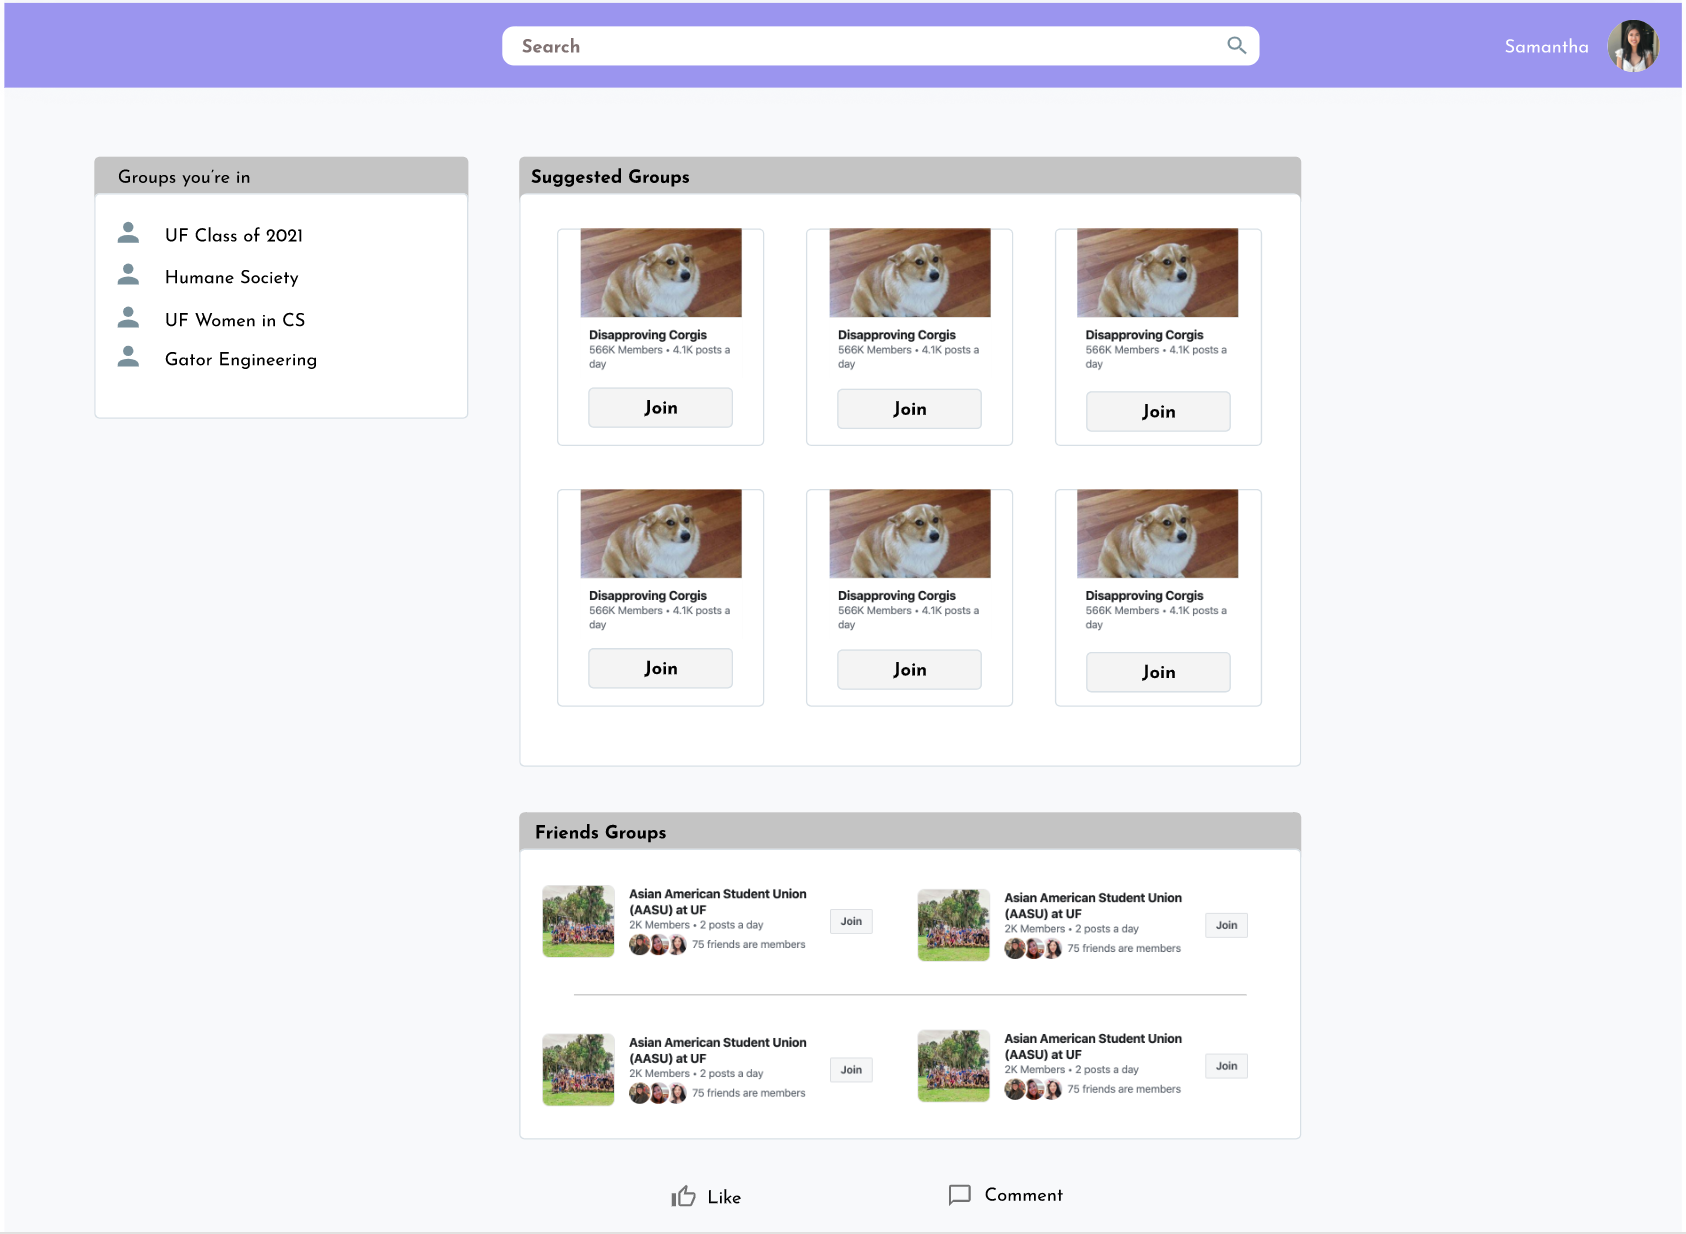 Search
Samantha
Groups you're in
UF Class of 2021
Humane Society
UF Women in CS
Gator Engineering
Suggested Groups
Disapproving Corgis
566K Members • 4.1K posts a
day
Join
Disapproving Corgis
566K Members • 4.1K posts a
day
Join
Disapproving Corgis
566K Members • 4.1K posts a
day
Join
Disapproving Corgis
566K Members • 4.1K posts a
day
Join
Disapproving Corgis
566K Members • 4.1K posts a
day
Join
Disapproving Corgis
566K Members • 4.1K posts a
day
Join
Friends Groups
Asian American Student Union
(AASU) at UF
2K Members • 2 posts a day
75 friends are members
Join
Asian American Student Union
(AASU) at UF
2K Members • 2 posts a day
75 friends are members
Join
Asian American Student Union
(AASU) at UF
2K Members • 2 posts a day
75 friends are members
Join
Asian American Student Union
(AASU) at UF
2K Members • 2 posts a day
75 friends are members
Join
Like
Comment